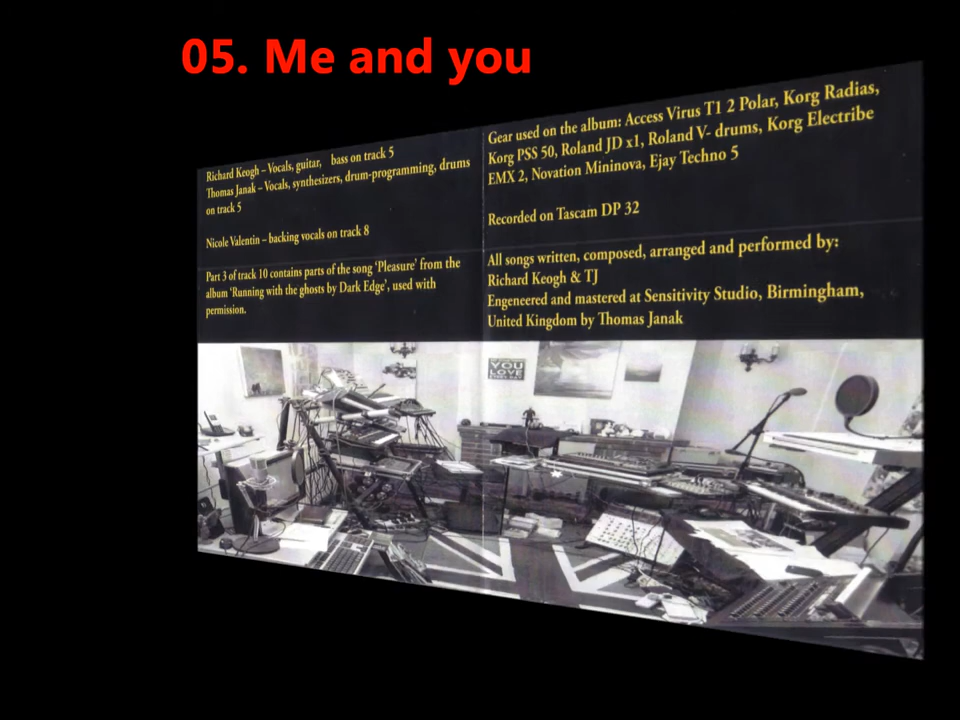 05. Me and you
Richard Keogh – Vocals, guitar, bass on track 5
Thomas Janak – Vocals, synthesizers, drum-programming, drums
on track 5
Nicole Valentin – backing vocals on track 8
Part 3 of track 10 contains parts of the song ‘Pleasure’ from the
album ‘Running with the ghosts by Dark Edge’, used with
permission.
Gear used on the album: Access Virus T1 2 Polar, Korg Radias,
Korg PSS 50, Roland JD x1, Roland V- drums, Korg Electribe
EMX 2, Novation Mininova, Ejay Techno 5
Recorded on Tascam DP 32
All songs written, composed, arranged and performed by:
Richard Keogh & TJ
Engeneered and mastered at Sensitivity Studio, Birmingham,
United Kingdom by Thomas Janak
YOU
LOVE